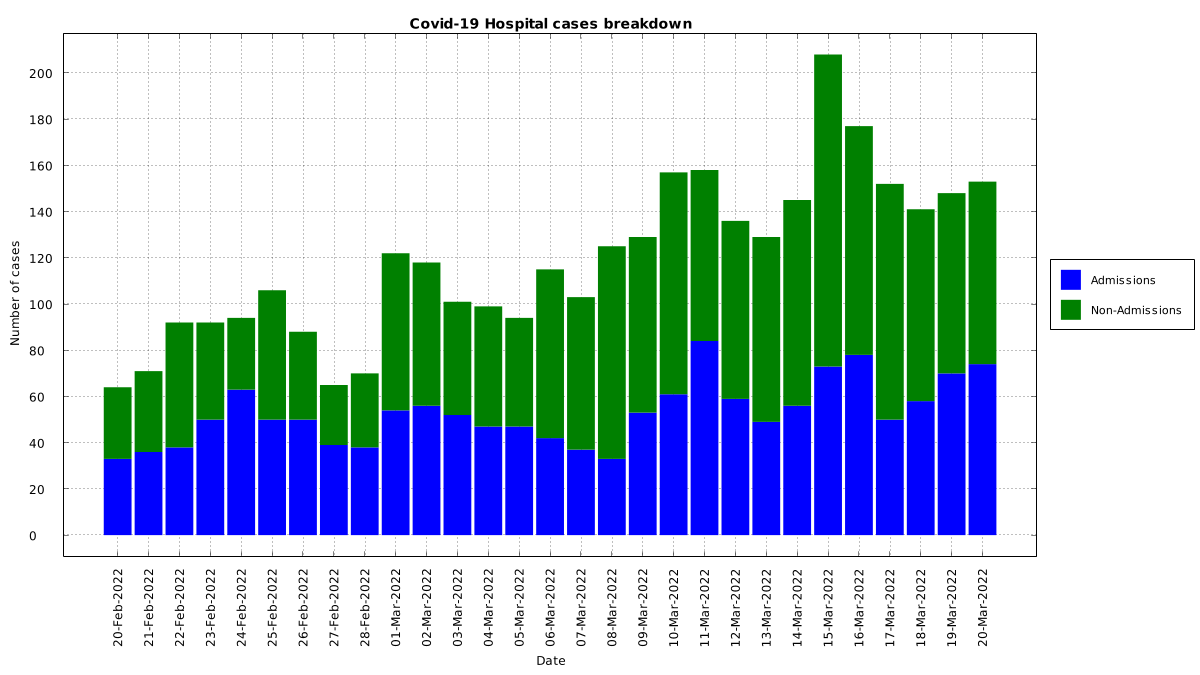 Covid-19 Hospital cases breakdown
Number of cases
200
180
160
140
120
100
80
60
40
20
0
20-Feb-2022
21-Feb-2022
22-Feb-2022
23-Feb-2022
24-Feb-2022
25-Feb-2022
26-Feb-2022
27-Feb-2022
28-Feb-2022
01-Mar-2022
02-Mar-2022
03-Mar-2022
04-Mar-2022
05-Mar-2022
06-Mar-2022
07-Mar-2022
08-Mar-2022
09-Mar-2022
10-Mar-2022
11-Mar-2022
12-Mar-2022
13-Mar-2022
14-Mar-2022
15-Mar-2022
16-Mar-2022
17-Mar-2022
18-Mar-2022
19-Mar-2022
20-Mar-2022
Date
Admissions
Non-Admissions